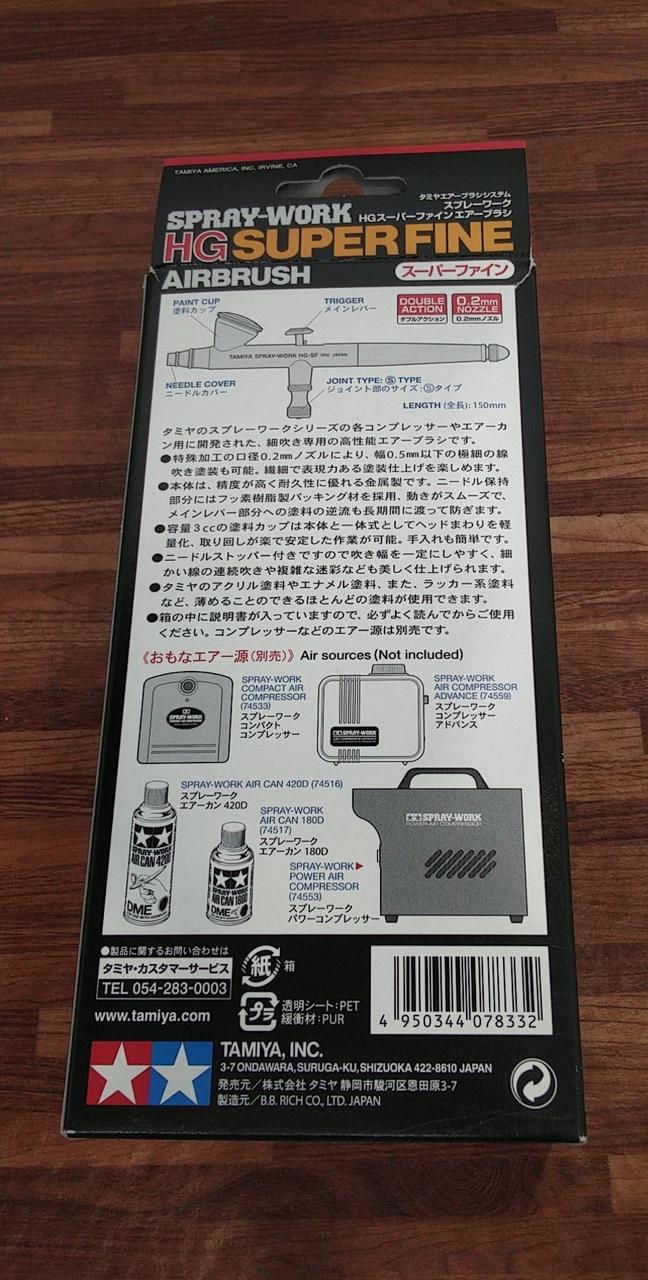 TAMIYA AMERICA, INC. IRVINE, CA
タミヤエアーブラシシステム
スプレーワーク
HGスーパーファイン エアーブラシ
SPRAY-WORK
HG SUPERFINE
AIRBRUSH
スーパーファイン
PAINT CUP
塗料カップ
TRIGGER
メインレバー
DOUBLE
ACTION
ダブルアクション
0.2mm
NOZZLE
0.2mmノズル
TAMIYA SPRAY-WORK HG-SF
JAPAN
NEEDLE COVER
ニードルカバー
JOINT TYPE: Ⓢ TYPE
ジョイント部のサイズ:Ⓢタイプ
LENGTH (全長): 150mm
タミヤのスプレーワークシリーズの各コンプレッサーやエアーカ
ン用に開発された、細吹き専用の高性能エアーブラシです。
●特殊加工の口径0.2mmノズルにより、幅0.5mm以下の極細の線
吹き塗装も可能。繊細で表現力ある塗装仕上げを楽しめます。
●本体は、精度が高く耐久性に優れる金属製です。ニードル保持
部分にはフッ素樹脂製パッキング材を採用、動きがスムーズで、
メインレバー部分への塗料の逆流も長期間に渡って防ぎます。
●容量3ccの塗料カップは本体と一体式としてヘッドまわりを軽
量化、取り回しが楽で安定した作業が可能。手入れも簡単です。
●ニードルストッパー付きですので吹き幅を一定にしやすく、細
かい線の連続吹きや複雑な迷彩なども美しく仕上げられます。
●タミヤのアクリル塗料やエナメル塗料、また、ラッカー系塗料
など、薄めることのできるほとんどの塗料が使用できます。
●箱の中に説明書が入っていますので、必ずよく読んでからご使用
ください。コンプレッサーなどのエアー源は別売です。
《おもなエアー源(別売)》 Air sources (Not included)
SPRAY-WORK
COMPACT AIR
COMPRESSOR
(74533)
スプレーワーク
コンパクト
コンプレッサー
SPRAY-WORK
SPRAY-WORK
AIR COMPRESSOR
ADVANCE (74559)
スプレーワーク
コンプレッサー
アドバンス
SPRAY-WORK
SPRAY-WORK AIR CAN 420D (74516)
スプレーワーク
エアーカン 420D
SPRAY-WORK
AIR CAN 420D
DME
SPRAY-WORK
AIR CAN 180D
(74517)
スプレーワーク
エアーカン 180D
SPRAY-WORK
AIR CAN 180D
DME
SPRAY-WORK▶
POWER AIR
COMPRESSOR
(74553)
スプレーワーク
パワーコンプレッサー
SPRAY-WORK
POWER AIR COMPRESSOR
●製品に関するお問い合わせは
タミヤ・カスタマーサービス
TEL 054-283-0003
www.tamiya.com
紙 箱
プラ
透明シート:PET
緩衝材:PUR
4 950344 078332
TAMIYA, INC.
3-7 ONDAWARA, SURUGA-KU, SHIZUOKA 422-8610 JAPAN
発売元/株式会社 タミヤ 静岡市駿河区恩田原3-7
製造元/B.B. RICH CO., LTD. JAPAN